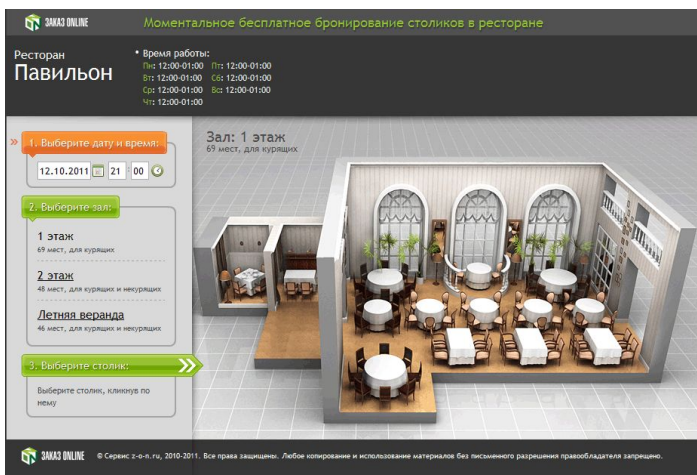 ЗАКАЗ ONLINE
Моментальное бесплатное бронирование столиков в ресторане
Ресторан
Павильон
• Время работы:
Пн: 12:00-01:00 Пт: 12:00-01:00
Вт: 12:00-01:00 Сб: 12:00-01:00
Ср: 12:00-01:00 Вс: 12:00-01:00
Чт: 12:00-01:00
» 1. Выберите дату и время:
12.10.2011 21 : 00
2. Выберите зал:
1 этаж
69 мест, для курящих
2 этаж
48 мест, для курящих и некурящих
Летняя веранда
46 мест, для курящих и некурящих
3. Выберите столик: »
Выберите столик, кликнув по
нему
Зал: 1 этаж
69 мест, для курящих
ЗАКАЗ ONLINE
© Сервис z-o-n.ru, 2010-2011. Все права защищены. Любое копирование и использование материалов без письменного разрешения правообладателя запрещено.